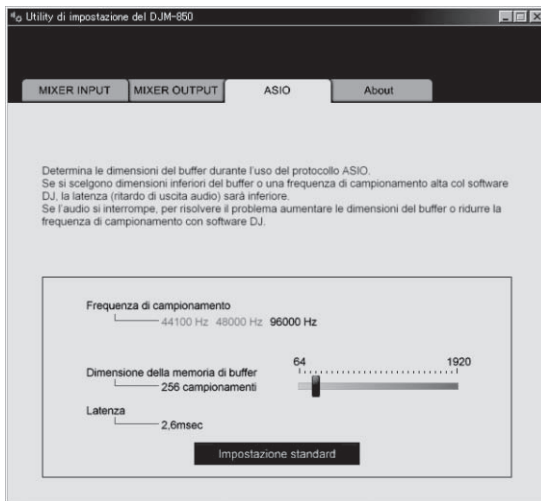 Utility di impostazione del DJM-850
MIXER INPUT MIXER OUTPUT ASIO About
Determina le dimensioni del buffer durante l'uso del protocollo ASIO.
Se si scelgono dimensioni inferiori del buffer o una frequenza di campionamento alta col software
DJ, la latenza (ritardo di uscita audio) sarà inferiore.
Se l'audio si interrompe, per risolvere il problema aumentare le dimensioni del buffer o ridurre la
frequenza di campionamento con software DJ.
Frequenza di campionamento
44100 Hz 48000 Hz 96000 Hz
64 1920
Dimensione della memoria di buffer
256 campionamenti
Latenza
2,6msec
Impostazione standard